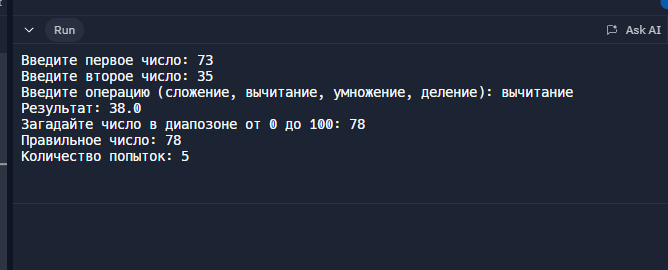 Run
Ask AI
Введите первое число: 73
Введите второе число: 35
Введите операцию (сложение, вычитание, умножение, деление): вычитание
Результат: 38.0
Загадайте число в диапозоне от 0 до 100: 78
Правильное число: 78
Количество попыток: 5